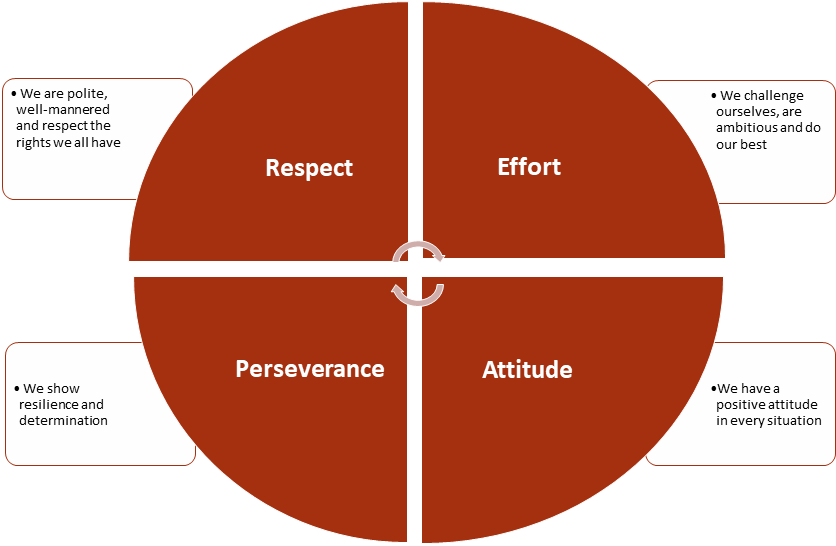 • We are polite,
well-mannered
and respect the
rights we all have
Respect
Effort
• We challenge
ourselves, are
ambitious and do
our best
• We show
resilience and
determination
Perseverance
Attitude
•We have a
positive attitude
in every situation